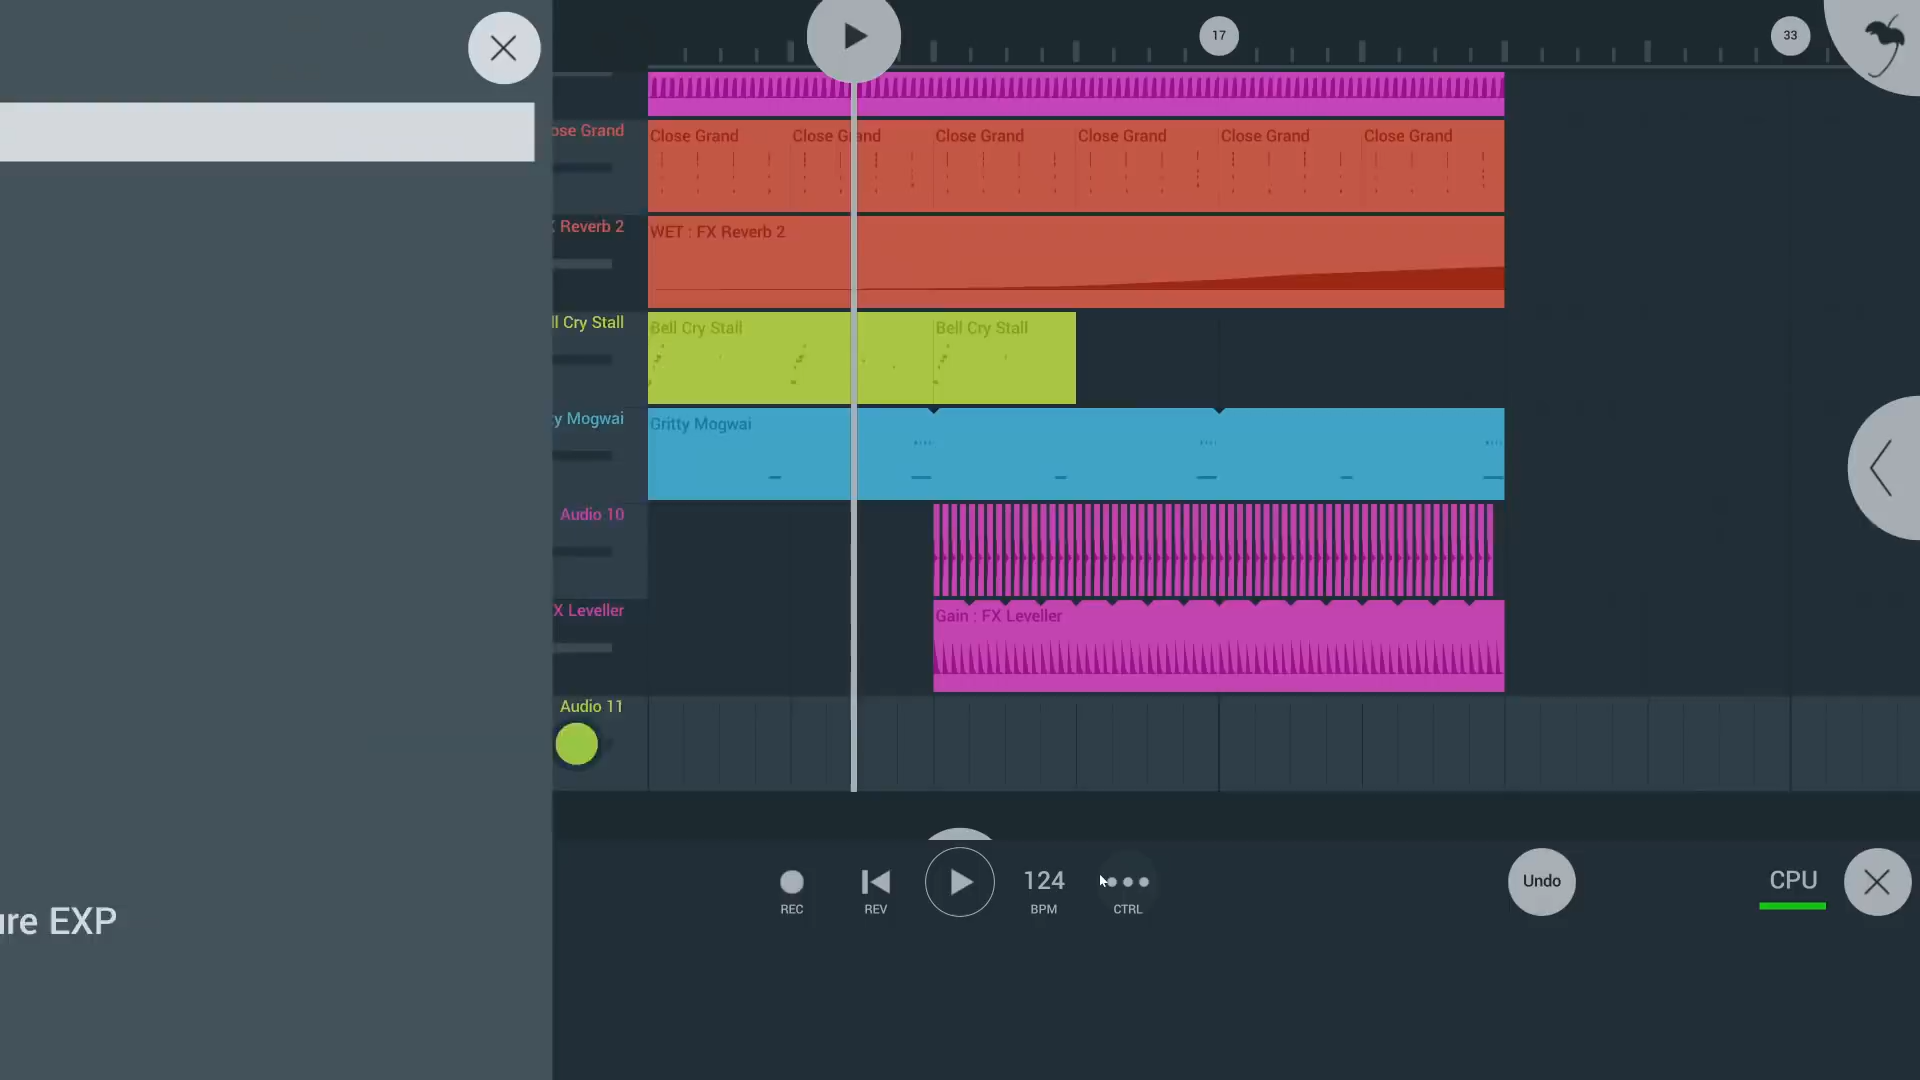 17
33
ose Grand
Close Grand Close Grand Close Grand Close Grand Close Grand Close Grand
Reverb 2
WET : FX Reverb 2
ll Cry Stall
Bell Cry Stall Bell Cry Stall
y Mogwai
Gritty Mogwai
Audio 10
X Leveller
Gain : FX Leveller
Audio 11
124
REC REV BPM CTRL
Undo
CPU
ure EXP